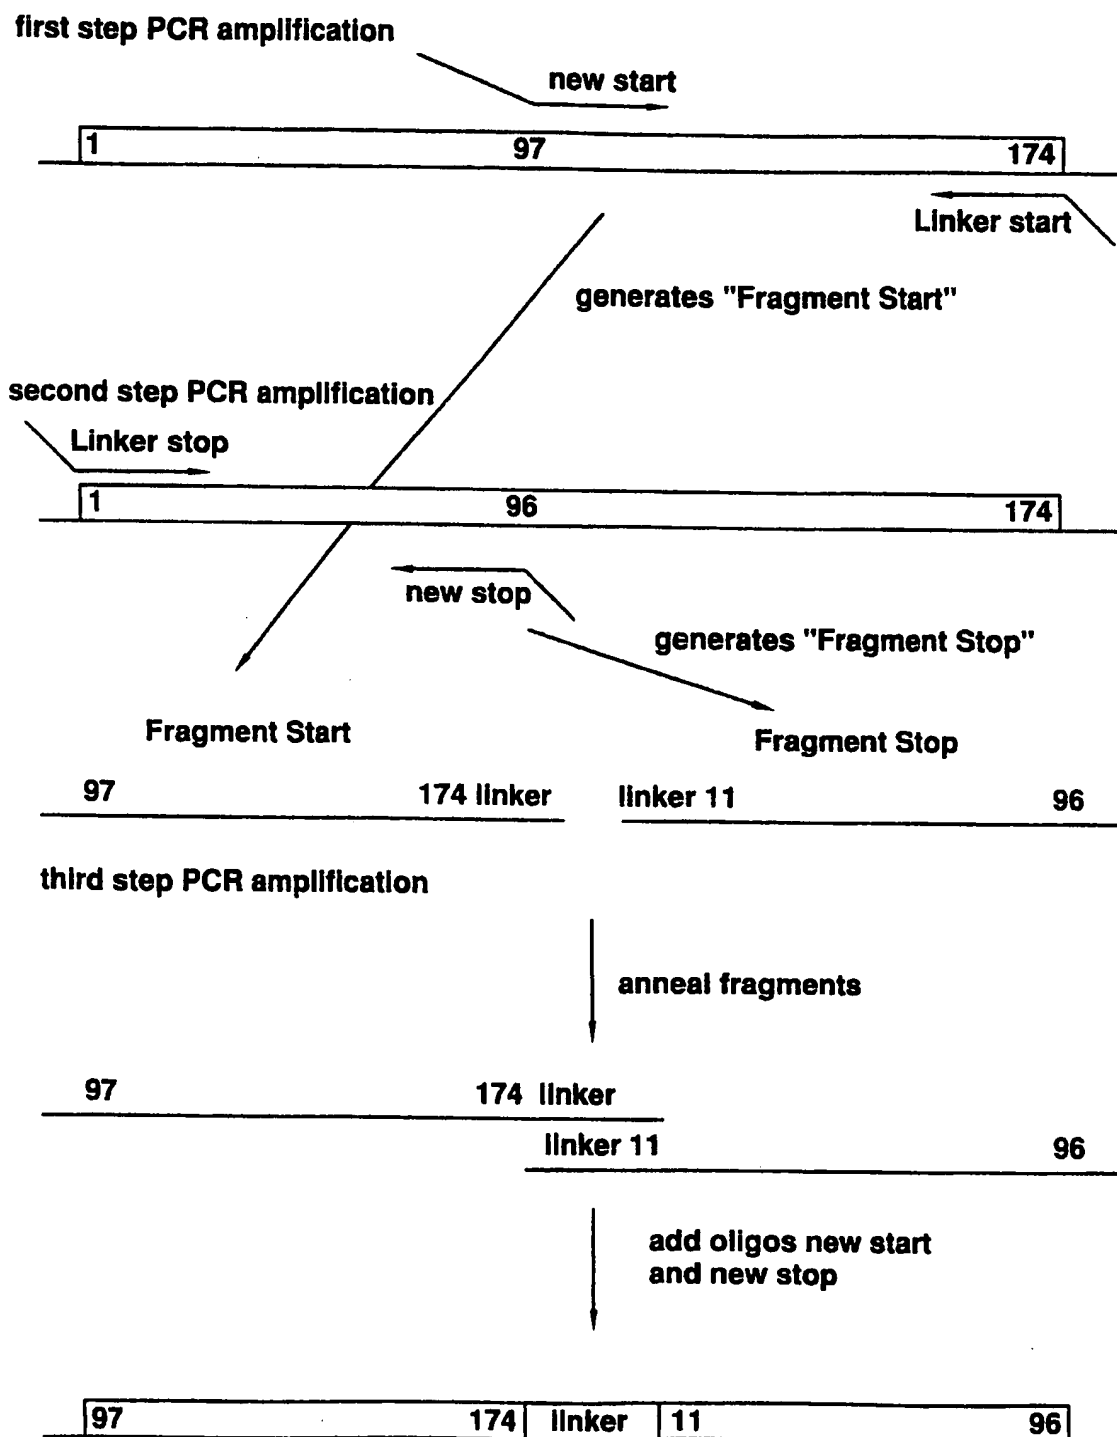 first step PCR amplification
new start
1 97 174
Linker start
generates "Fragment Start"
second step PCR amplification
Linker stop
1 96 174
new stop
generates "Fragment Stop"
Fragment Start
Fragment Stop
97 174 linker linker 11 96
third step PCR amplification
anneal fragments
97 174 linker
linker 11 96
add oligos new start
and new stop
97 174 linker 11 96